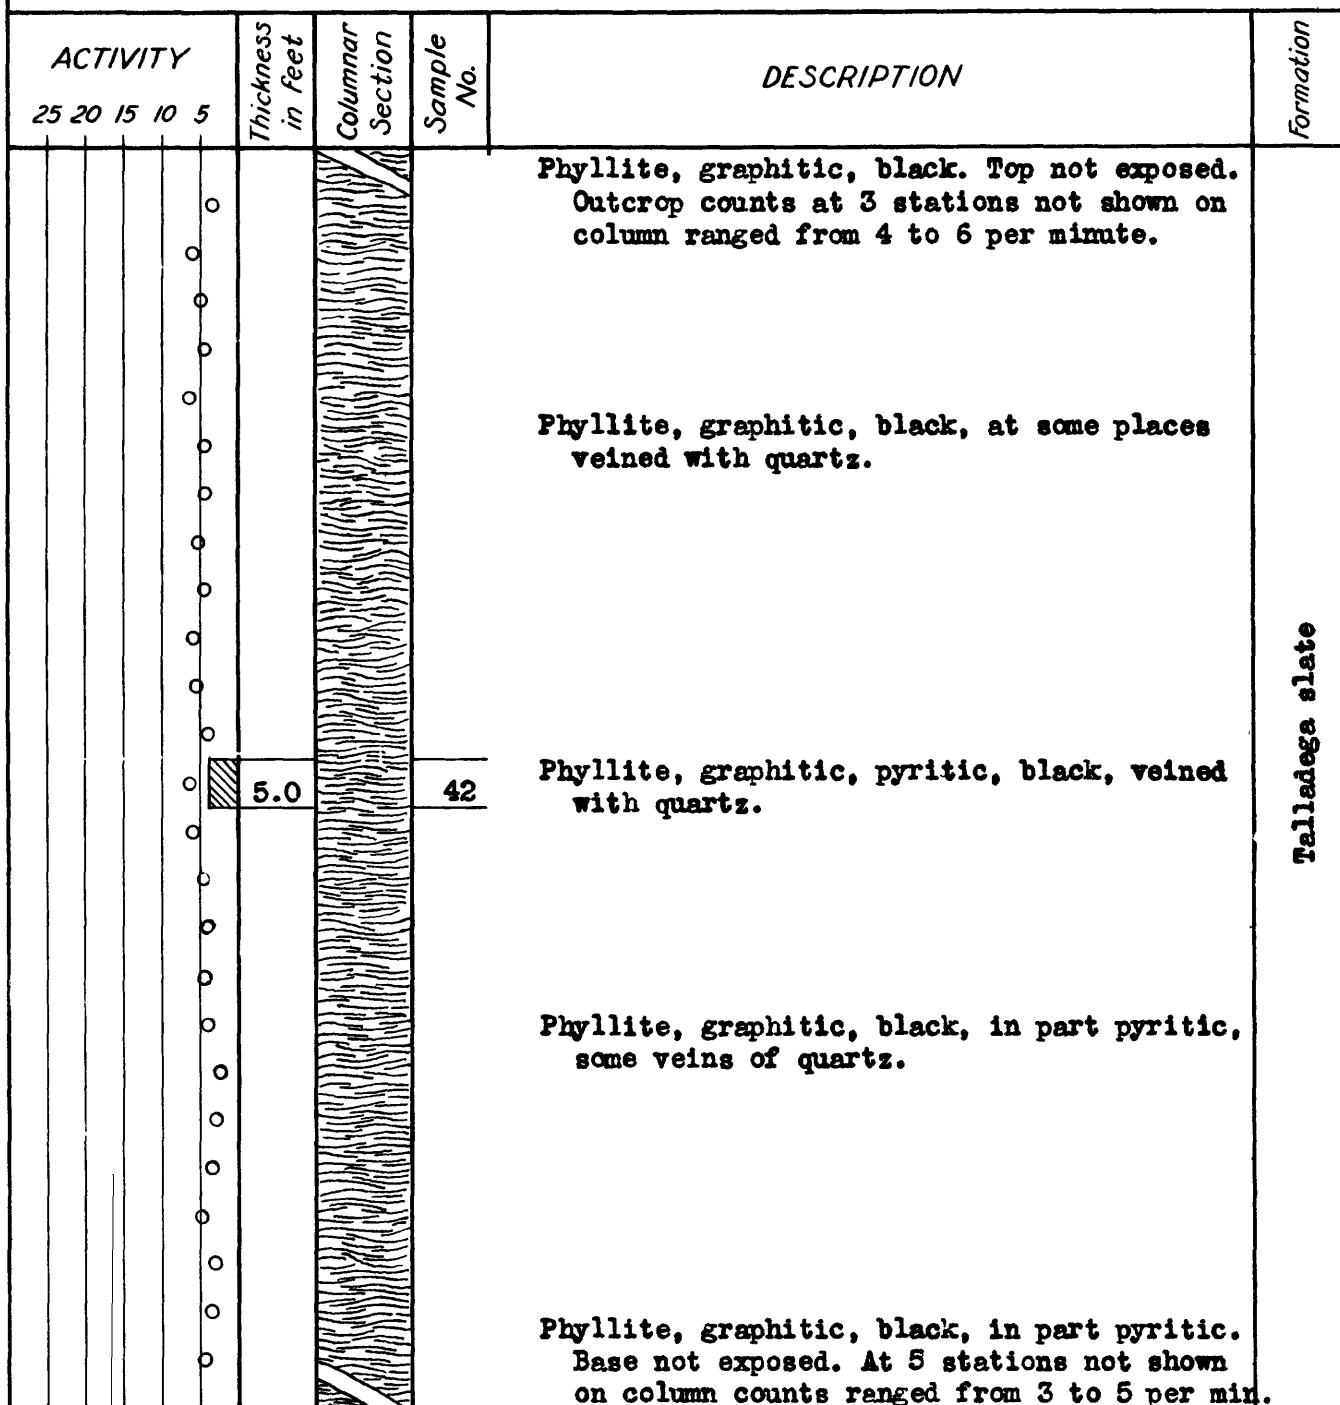 ACTIVITY
25 20 15 10 5
Thickness
in feet
Columnar
Section
Sample
No.
DESCRIPTION
Formation
Phyllite, graphitic, black. Top not exposed.
Outcrop counts at 3 stations not shown on
column ranged from 4 to 6 per minute.
Phyllite, graphitic, black, at some places
veined with quartz.
5.0
42
Phyllite, graphitic, pyritic, black, veined
with quartz.
Phyllite, graphitic, black, in part pyritic,
some veins of quartz.
Phyllite, graphitic, black, in part pyritic.
Base not exposed. At 5 stations not shown
on column counts ranged from 3 to 5 per min.
Talladega slate